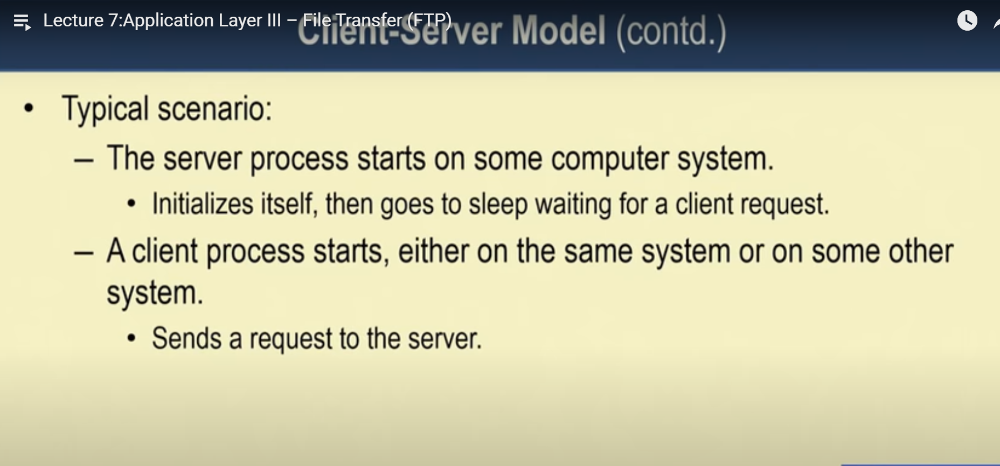 Lecture 7:Application Layer III – File Transfer (FTP)
Client-Server Model (contd.)
• Typical scenario:
– The server process starts on some computer system.
• Initializes itself, then goes to sleep waiting for a client request.
– A client process starts, either on the same system or on some other
system.
• Sends a request to the server.